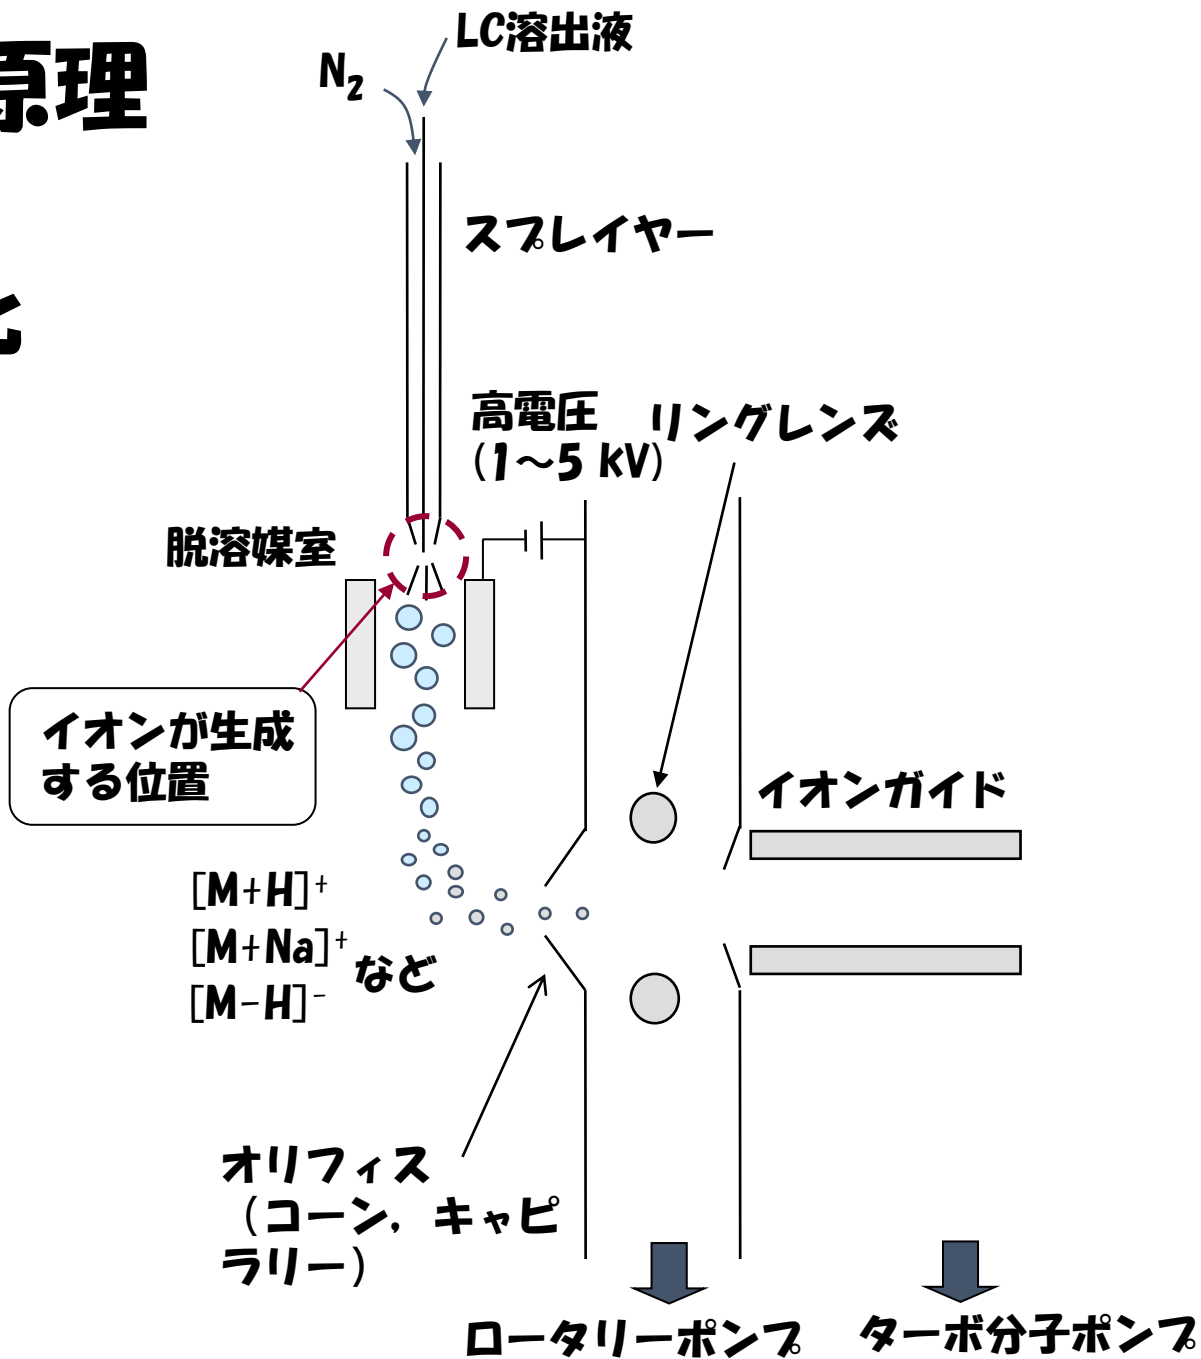 原理
化
LC溶出液
N₂
スプレイヤー
高電圧
(1～5 kV)
リングレンズ
脱溶媒室
イオンが生成
する位置
イオンガイド
[M+H]⁺
[M+Na]⁺
など
[M-H]⁻
オリフィス
（コーン，キャピ
ラリー）
ロータリーポンプ
ターボ分子ポンプ